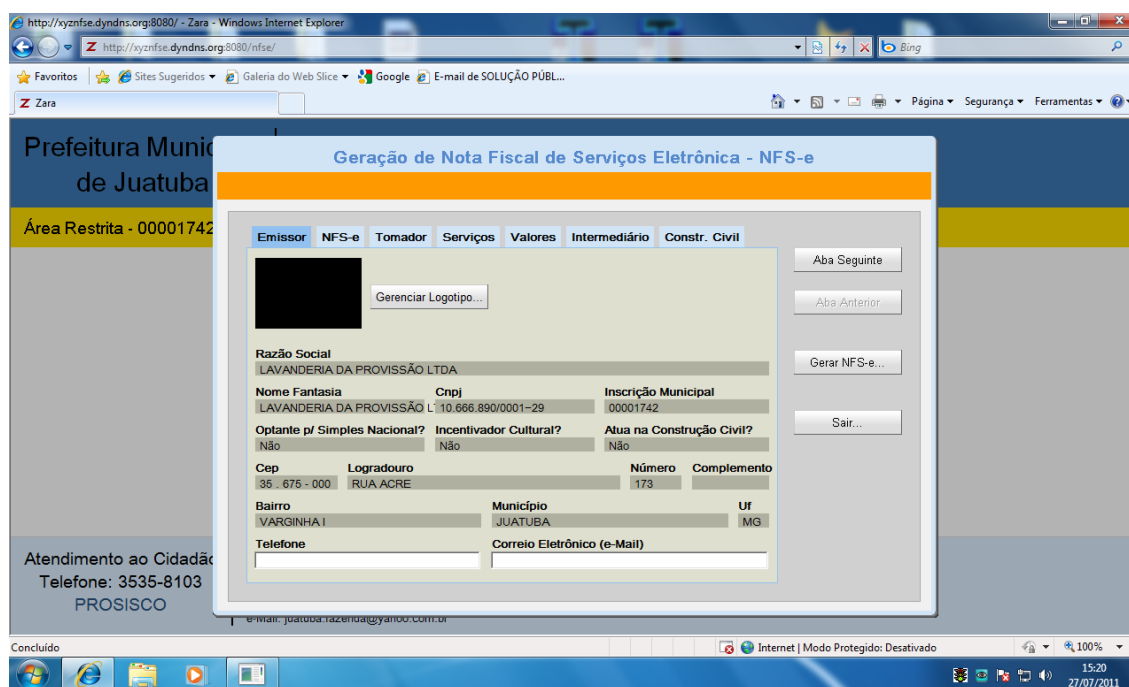 http://xyznfse.dyndns.org:8080/ - Zara - Windows Internet Explorer
Z http://xyznfse.dyndns.org:8080/nfse/
Bing
Favoritos Sites Sugeridos Galeria do Web Slice Google E-mail de SOLUÇÃO PÚBL...
Z Zara
Página Segurança Ferramentas
Prefeitura Munic
de Juatuba
Geração de Nota Fiscal de Serviços Eletrônica - NFS-e
Área Restrita - 00001742
Emissor NFS-e Tomador Serviços Valores Intermediário Constr. Civil
Aba Seguinte
Gerenciar Logotipo...
Aba Anterior
Razão Social
LAVANDERIA DA PROVISSÃO LTDA
Gerar NFS-e...
Nome Fantasia Cnpj Inscrição Municipal
LAVANDERIA DA PROVISSÃO L 10.666.890/0001-29 00001742
Sair...
Optante p/ Simples Nacional? Incentivador Cultural? Atua na Construção Civil?
Não Não Não
Cep Logradouro Número Complemento
35 . 675 - 000 RUA ACRE 173
Bairro Município Uf
VARGINHA I JUATUBA MG
Telefone Correio Eletrônico (e-Mail)
Atendimento ao Cidadão
Telefone: 3535-8103
PROSISCO
e-Mail: juatuba.fazenda@yahoo.com.br
Concluído Internet | Modo Protegido: Desativado 100%
15:20
27/07/2011